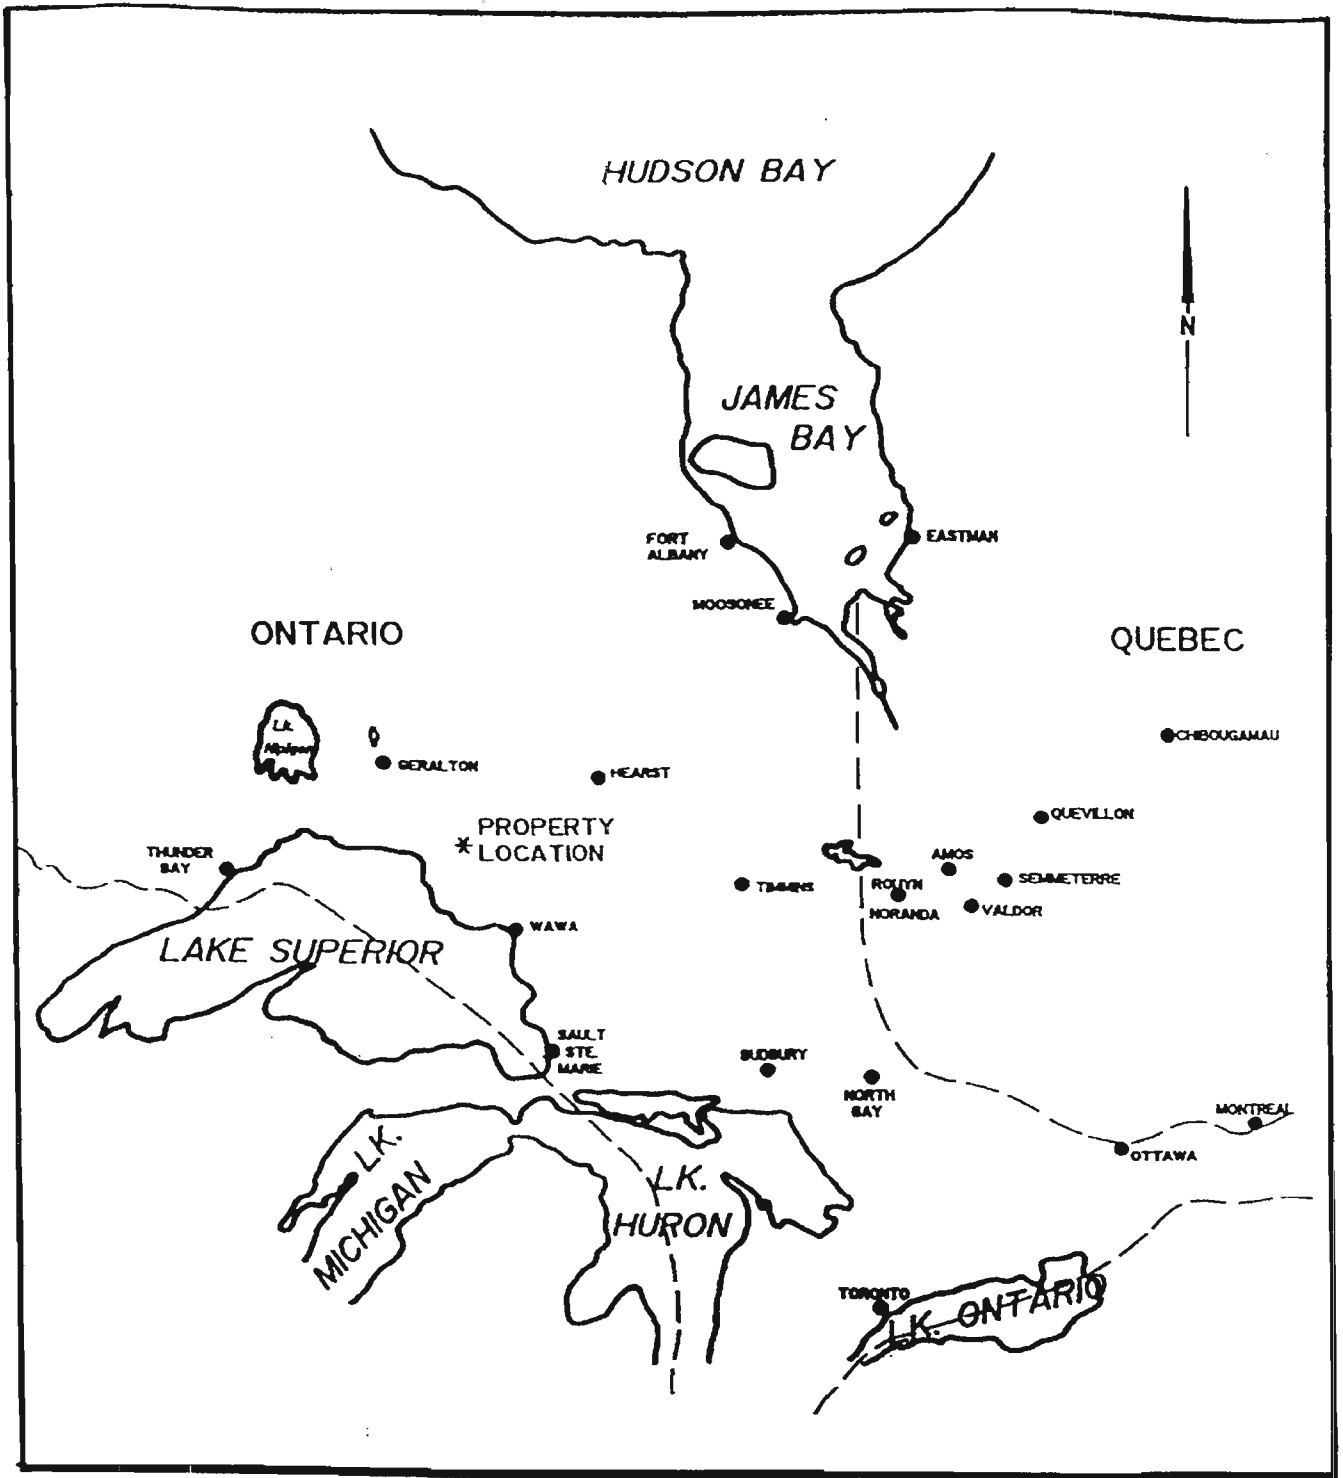 HUDSON BAY
N
JAMES
BAY
FORT
ALBANY
EASTMAN
MOOSONEE
ONTARIO
QUEBEC
Lk.
Nipigon
GERALTON
HEARST
CHIBOUGAMAU
PROPERTY
LOCATION
QUEVILLON
THUNDER
BAY
AMOS
TIMMINS
ROUYN
NORANDA
SEMMETERRE
VALDOR
WAWA
LAKE SUPERIOR
SAULT
STE.
MARIE
SUDBURY
NORTH
BAY
MONTREAL
OTTAWA
LK.
MICHIGAN
LK.
HURON
TORONTO
LK. ONTARIO